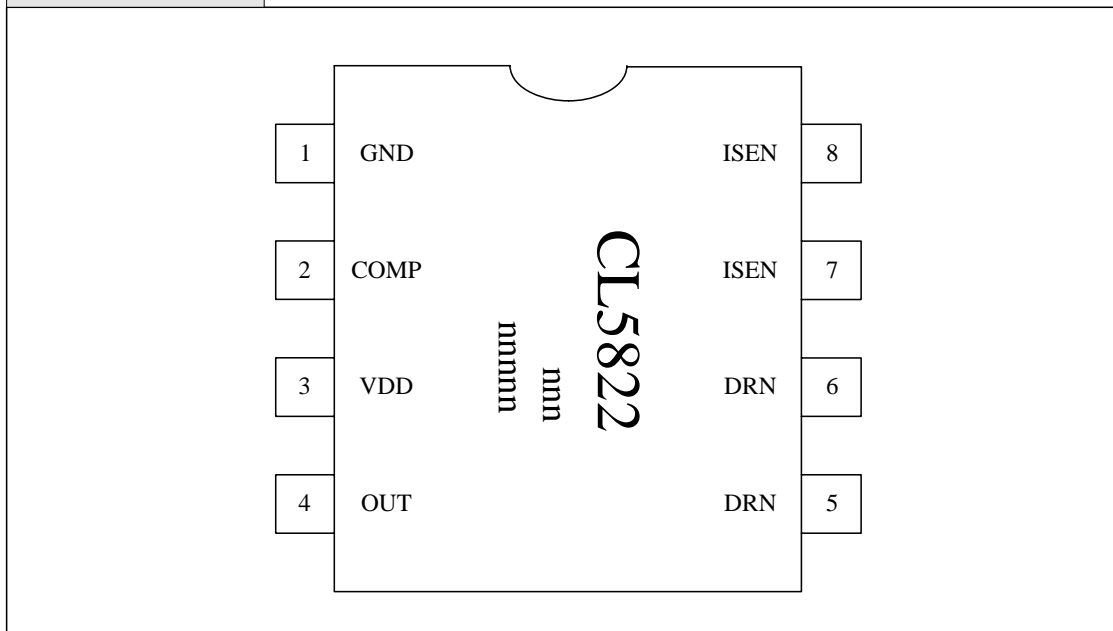 1 GND ISEN 8
2 COMP ISEN 7
3 VDD DRN 6
4 OUT DRN 5
CL5822
nnn
nnnnn